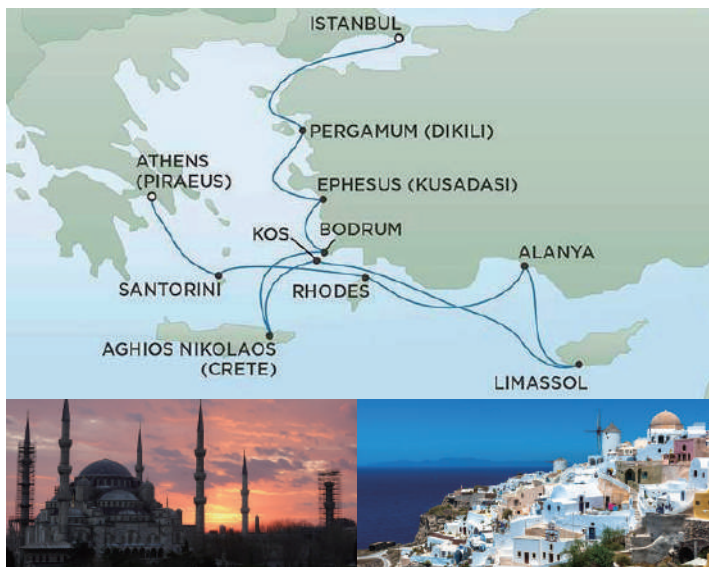 ISTANBUL
PERGAMUM (DIKILI)
ATHENS
(PIRAEUS)
EPHESUS (KUSADASI)
BODRUM
KOS
ALANYA
SANTORINI
RHODES
AGHIOS NIKOLAOS
(CRETE)
LIMASSOL